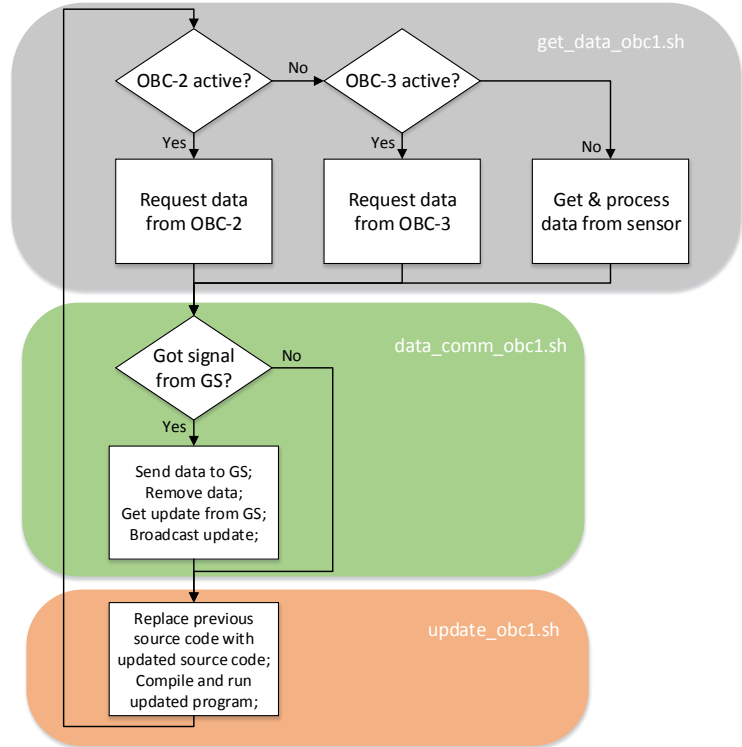 get_data_obc1.sh
OBC-2 active?
No
OBC-3 active?
Yes
Yes
No
Request data
from OBC-2
Request data
from OBC-3
Get & process
data from sensor
data_comm_obc1.sh
Got signal
from GS?
No
Yes
Send data to GS;
Remove data;
Get update from GS;
Broadcast update;
update_obc1.sh
Replace previous
source code with
updated source code;
Compile and run
updated program;